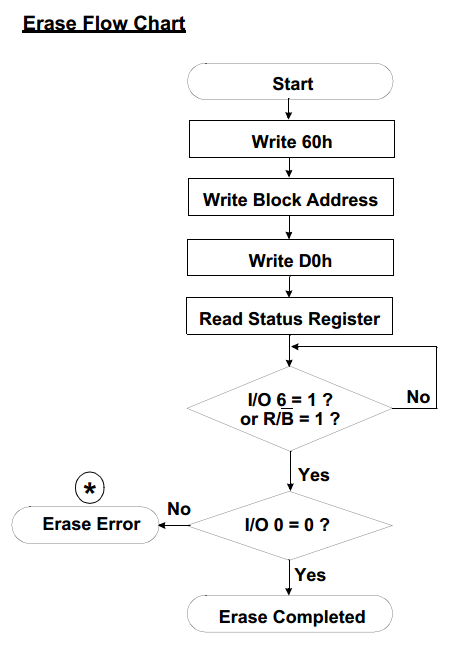 Erase Flow Chart
Start
Write 60h
Write Block Address
Write D0h
Read Status Register
I/O 6 = 1 ?
or R/B̅ = 1 ?
No
Yes
*
No
Erase Error
I/O 0 = 0 ?
Yes
Erase Completed